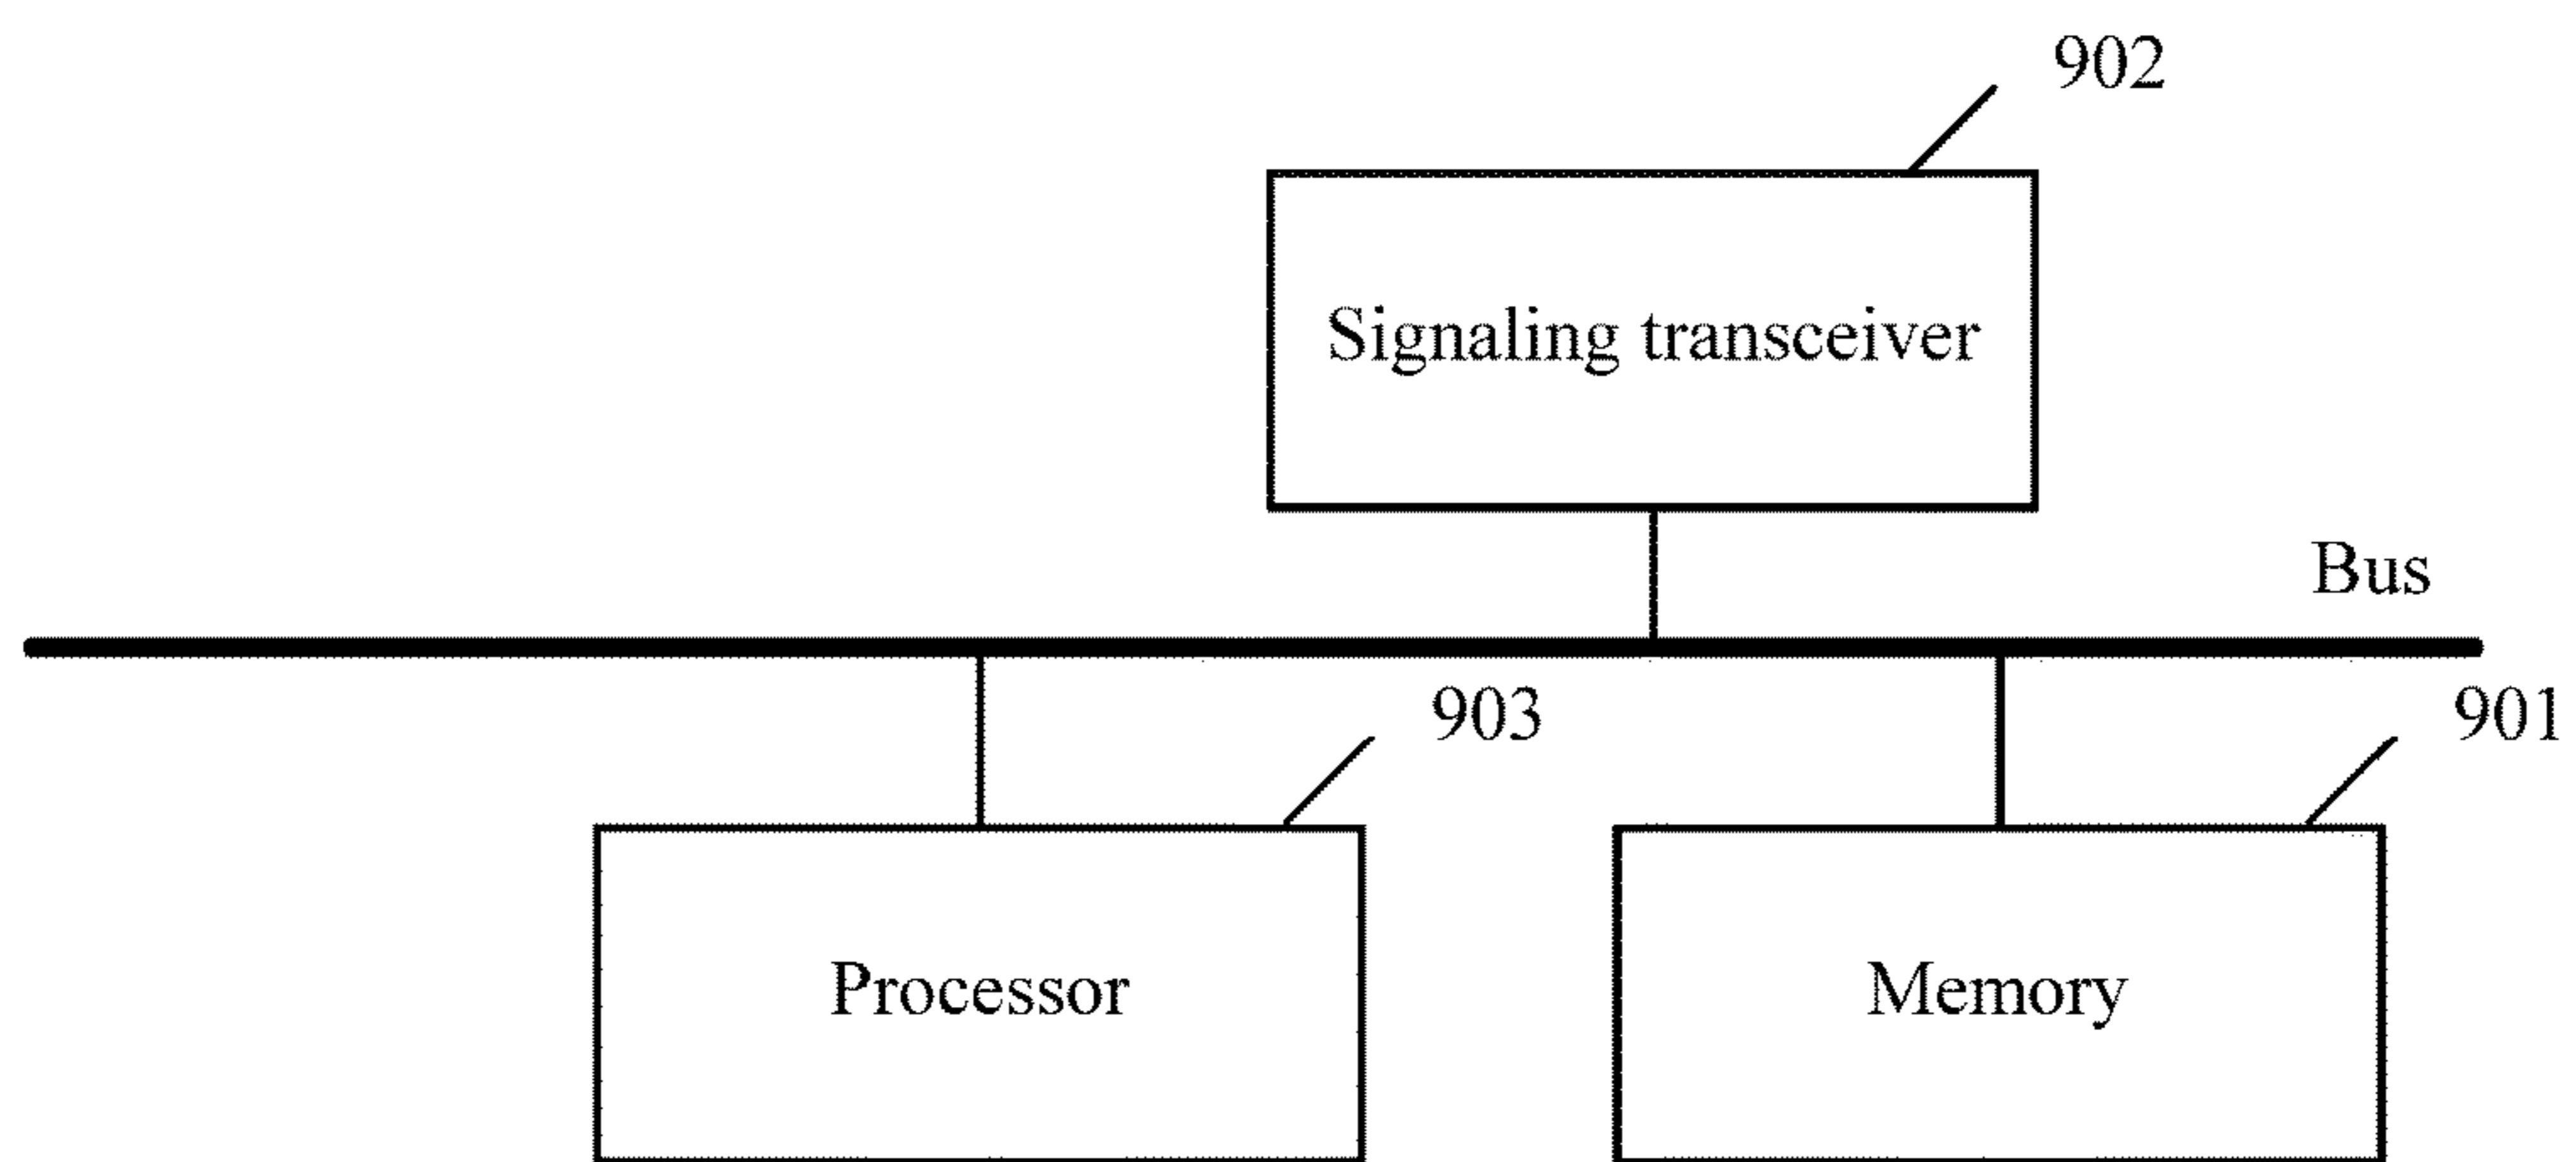 902
Signaling transceiver
Bus
903
901
Processor
Memory